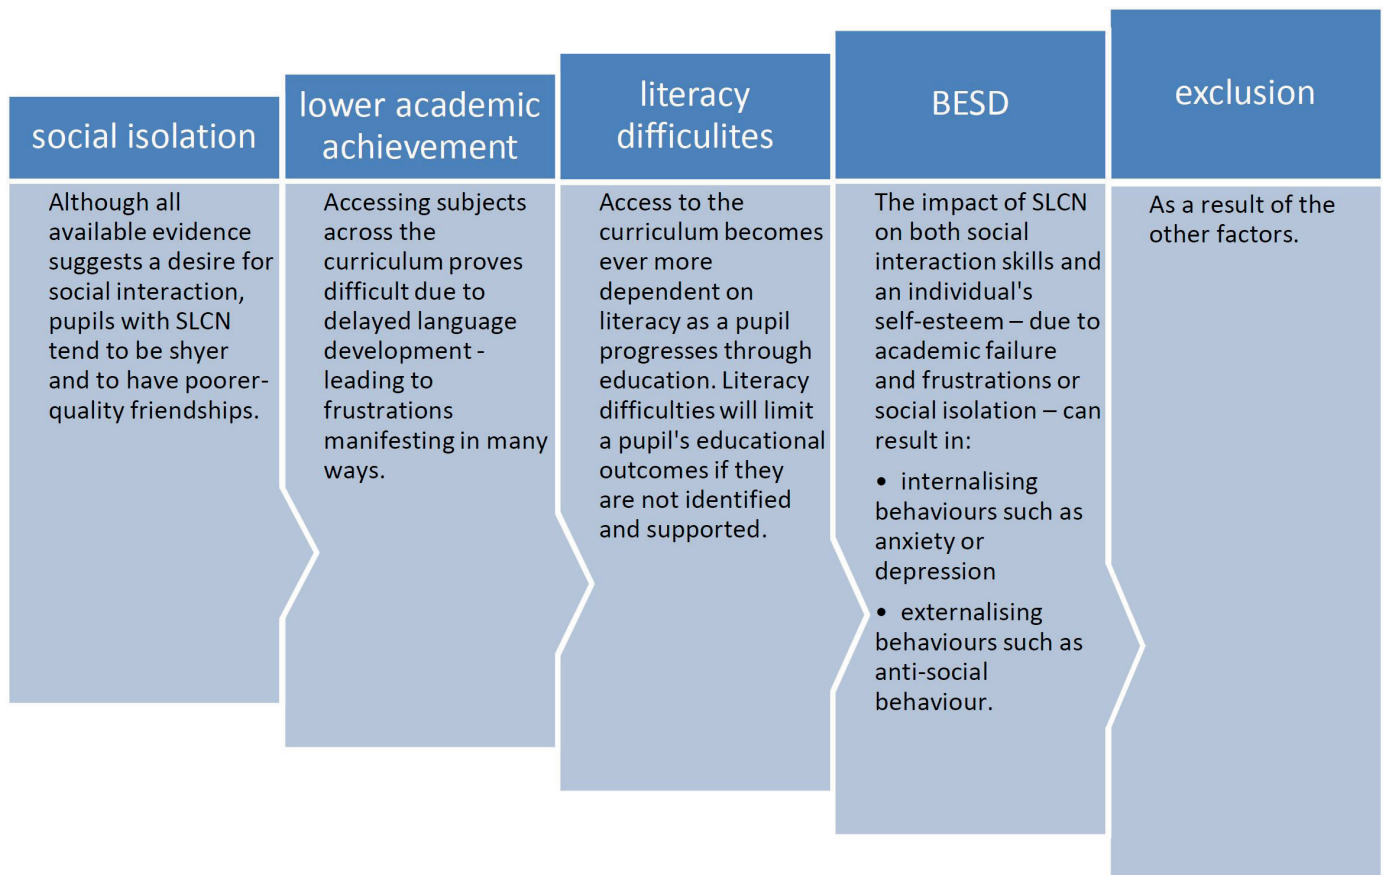 social isolation
Although all
available evidence
suggests a desire for
social interaction,
pupils with SLCN
tend to be shyer
and to have poorer-
quality friendships.
lower academic
achievement
Accessing subjects
across the
curriculum proves
difficult due to
delayed language
development -
leading to
frustrations
manifesting in many
ways.
literacy
difficulites
Access to the
curriculum becomes
ever more
dependent on
literacy as a pupil
progresses through
education. Literacy
difficulties will limit
a pupil's educational
outcomes if they
are not identified
and supported.
BESD
The impact of SLCN
on both social
interaction skills and
an individual's
self-esteem – due to
academic failure
and frustrations or
social isolation – can
result in:
• internalising
behaviours such as
anxiety or
depression
• externalising
behaviours such as
anti-social
behaviour.
exclusion
As a result of the
other factors.